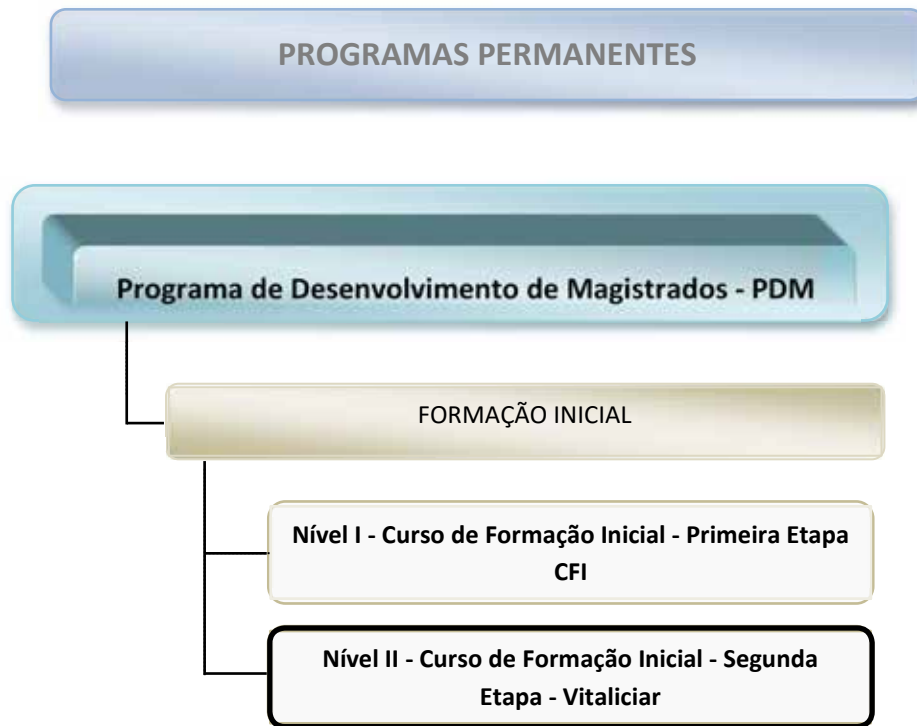 PROGRAMAS PERMANENTES
Programa de Desenvolvimento de Magistrados - PDM
FORMAÇÃO INICIAL
Nível I - Curso de Formação Inicial - Primeira Etapa
CFI
Nível II - Curso de Formação Inicial - Segunda
Etapa - Vitaliciar